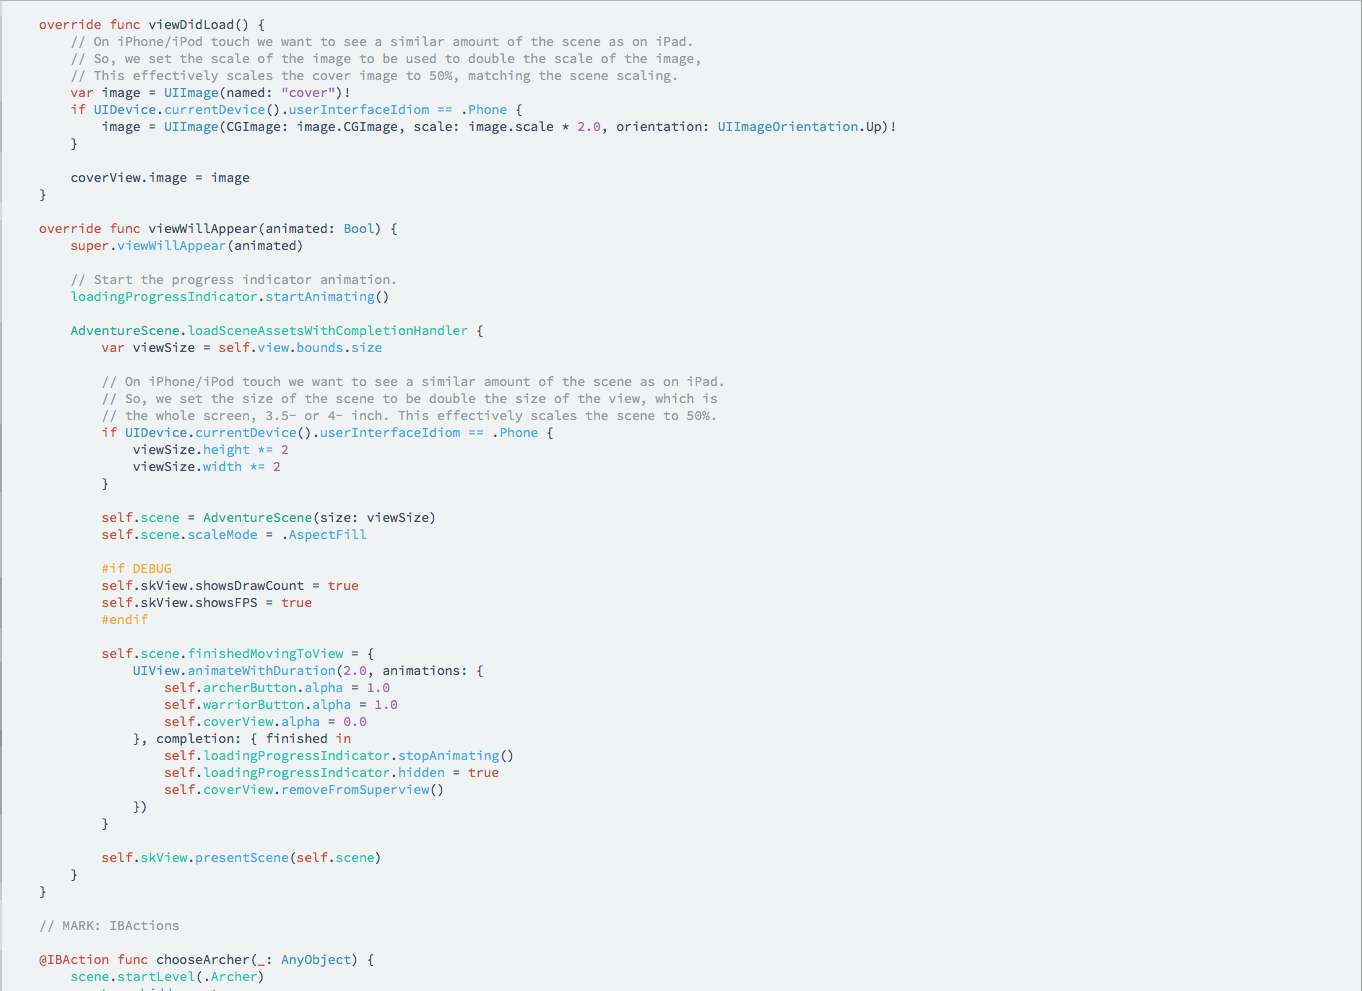 override func viewDidLoad() {
// On iPhone/iPod touch we want to see a similar amount of the scene as on iPad.
// So, we set the scale of the image to be used to double the scale of the image,
// This effectively scales the cover image to 50%, matching the scene scaling.
var image = UIImage(named: "cover")!
if UIDevice.currentDevice().userInterfaceIdiom == .Phone {
image = UIImage(CGImage: image.CGImage, scale: image.scale * 2.0, orientation: UIImageOrientation.Up)!
}
coverView.image = image
}
override func viewWillAppear(animated: Bool) {
super.viewWillAppear(animated)
// Start the progress indicator animation.
loadingProgressIndicator.startAnimating()
AdventureScene.loadSceneAssetsWithCompletionHandler {
var viewSize = self.view.bounds.size
// On iPhone/iPod touch we want to see a similar amount of the scene as on iPad.
// So, we set the size of the scene to be double the size of the view, which is
// the whole screen, 3.5- or 4- inch. This effectively scales the scene to 50%.
if UIDevice.currentDevice().userInterfaceIdiom == .Phone {
viewSize.height *= 2
viewSize.width *= 2
}
self.scene = AdventureScene(size: viewSize)
self.scene.scaleMode = .AspectFill
#if DEBUG
self.skView.showsDrawCount = true
self.skView.showsFPS = true
#endif
self.scene.finishedMovingToView = {
UIView.animateWithDuration(2.0, animations: {
self.archerButton.alpha = 1.0
self.warriorButton.alpha = 1.0
self.coverView.alpha = 0.0
}, completion: { finished in
self.loadingProgressIndicator.stopAnimating()
self.loadingProgressIndicator.hidden = true
self.coverView.removeFromSuperview()
})
}
self.skView.presentScene(self.scene)
}
}
// MARK: IBActions
@IBAction func chooseArcher(_: AnyObject) {
scene.startLevel(.Archer)